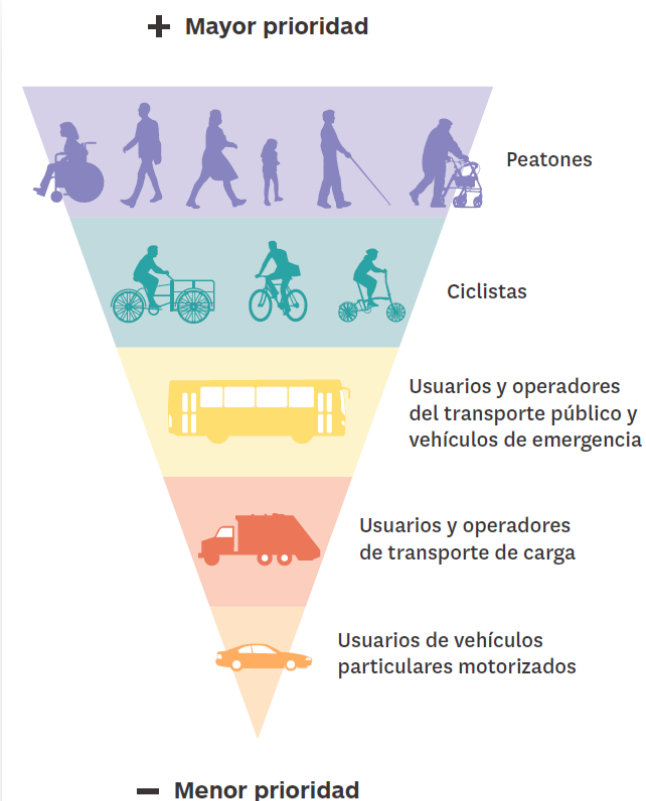 + Mayor prioridad
Peatones
Ciclistas
Usuarios y operadores
del transporte público y
vehículos de emergencia
Usuarios y operadores
de transporte de carga
Usuarios de vehículos
particulares motorizados
− Menor prioridad